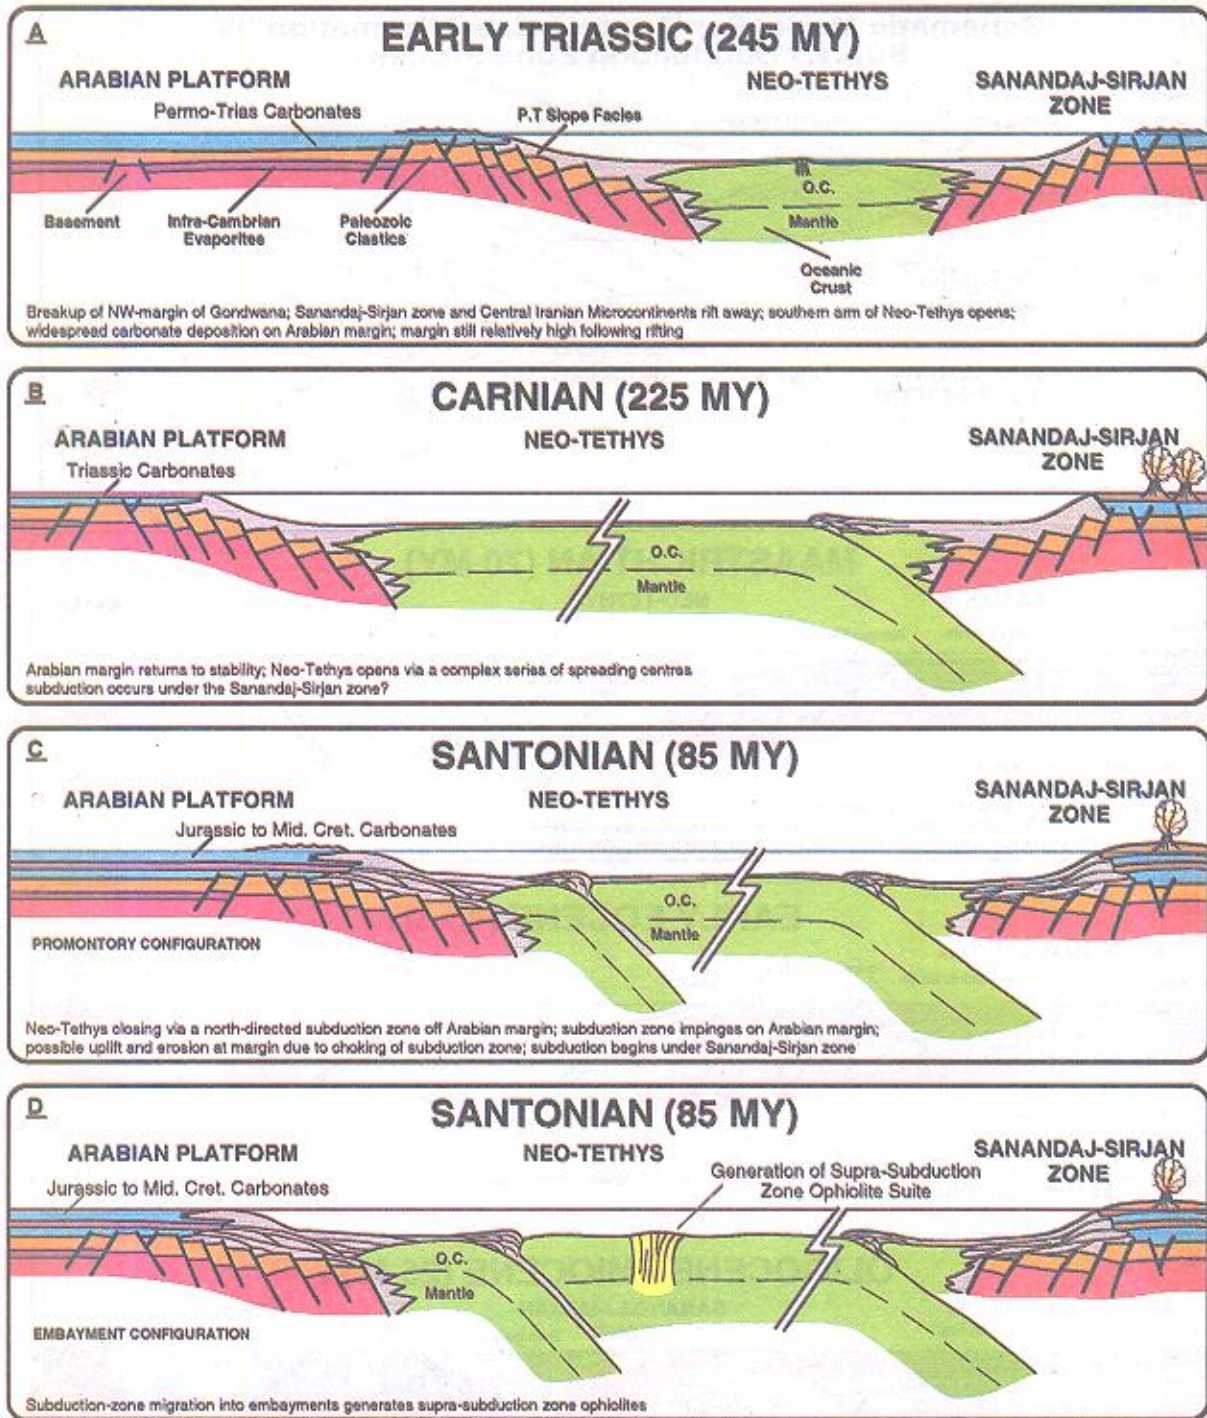 A
EARLY TRIASSIC (245 MY)
ARABIAN PLATFORM
NEO-TETHYS
SANANDAJ-SIRJAN
ZONE
Permo-Trias Carbonates
P.T Slope Facies
O.C.
Mantle
Basement
Infra-Cambrian
Evaporites
Paleozoic
Clastics
Oceanic
Crust
Breakup of NW-margin of Gondwana; Sanandaj-Sirjan zone and Central Iranian Microcontinents rift away; southern arm of Neo-Tethys opens;
widespread carbonate deposition on Arabian margin; margin still relatively high following rifting
B
CARNIAN (225 MY)
ARABIAN PLATFORM
NEO-TETHYS
SANANDAJ-SIRJAN
ZONE
Triassic Carbonates
O.C.
Mantle
Arabian margin returns to stability; Neo-Tethys opens via a complex series of spreading centres
subduction occurs under the Sanandaj-Sirjan zone?
C
SANTONIAN (85 MY)
ARABIAN PLATFORM
NEO-TETHYS
SANANDAJ-SIRJAN
ZONE
Jurassic to Mid. Cret. Carbonates
O.C.
Mantle
PROMONTORY CONFIGURATION
Neo-Tethys closing via a north-directed subduction zone off Arabian margin; subduction zone impinges on Arabian margin;
possible uplift and erosion at margin due to choking of subduction zone; subduction begins under Sanandaj-Sirjan zone
D
SANTONIAN (85 MY)
ARABIAN PLATFORM
NEO-TETHYS
SANANDAJ-SIRJAN
ZONE
Jurassic to Mid. Cret. Carbonates
Generation of Supra-Subduction
Zone Ophiolite Suite
O.C.
Mantle
EMBAYMENT CONFIGURATION
Subduction-zone migration into embayments generates supra-subduction zone ophiolites